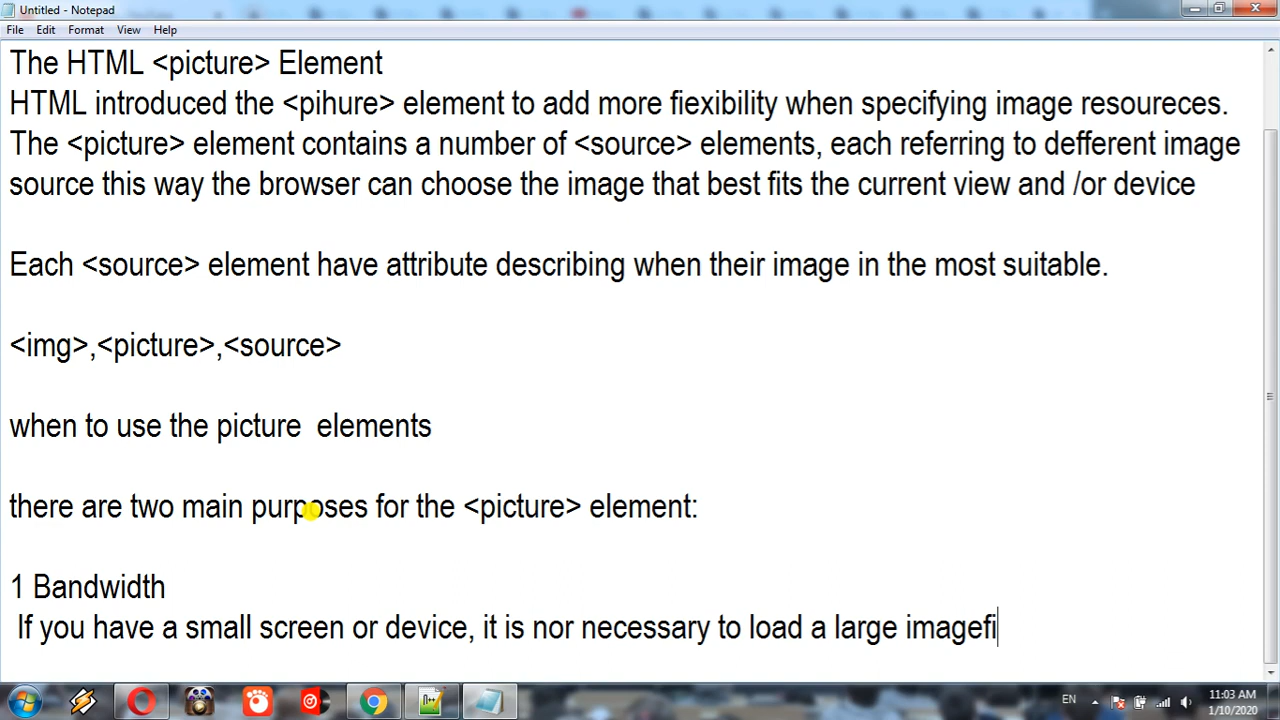 Untitled - Notepad
File Edit Format View Help
The HTML <picture> Element
HTML introduced the <pihure> element to add more fiexibility when specifying image resoureces.
The <picture> element contains a number of <source> elements, each referring to defferent image
source this way the browser can choose the image that best fits the current view and /or device
Each <source> element have attribute describing when their image in the most suitable.
<img>,<picture>,<source>
when to use the picture  elements
there are two main purposes for the <picture> element:
1 Bandwidth
If you have a small screen or device, it is nor necessary to load a large imagefi
EN
11:03 AM
1/10/2020